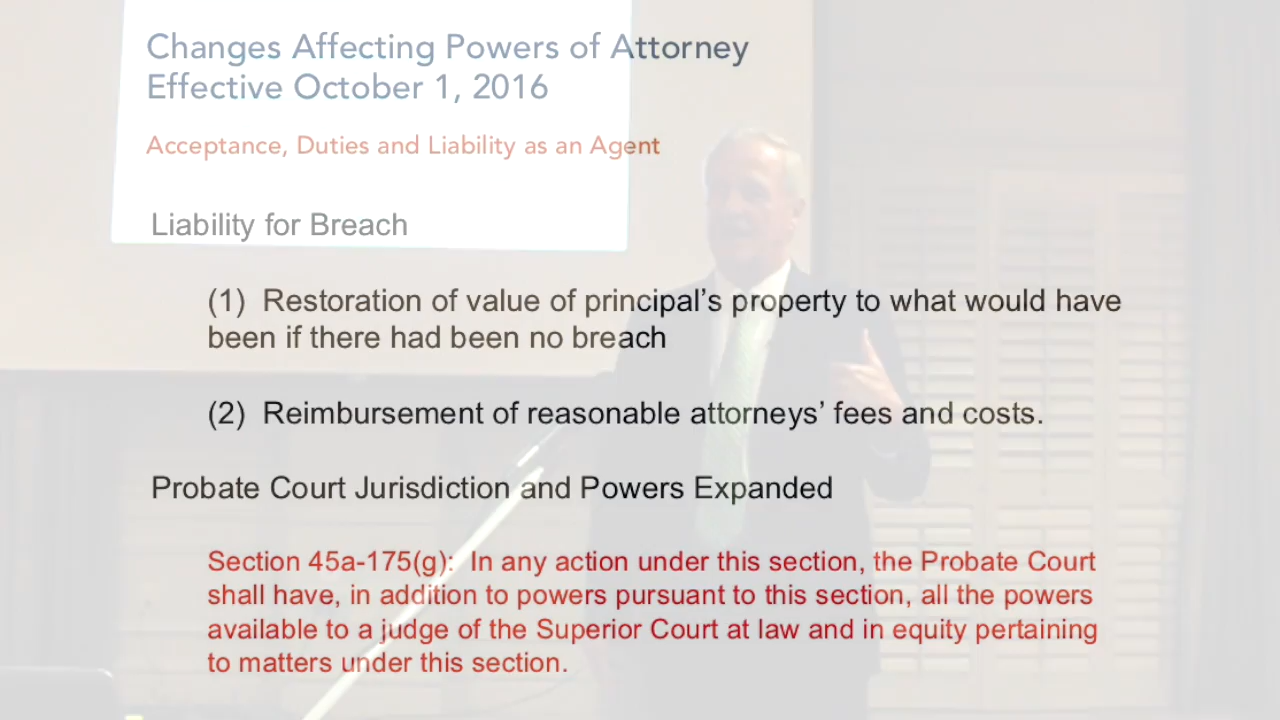 Changes Affecting Powers of Attorney
Effective October 1, 2016
Acceptance, Duties and Liability as an Agent
Liability for Breach
(1) Restoration of value of principal’s property to what would have
been if there had been no breach
(2) Reimbursement of reasonable attorneys’ fees and costs.
Probate Court Jurisdiction and Powers Expanded
Section 45a-175(g): In any action under this section, the Probate Court
shall have, in addition to powers pursuant to this section, all the powers
available to a judge of the Superior Court at law and in equity pertaining
to matters under this section.